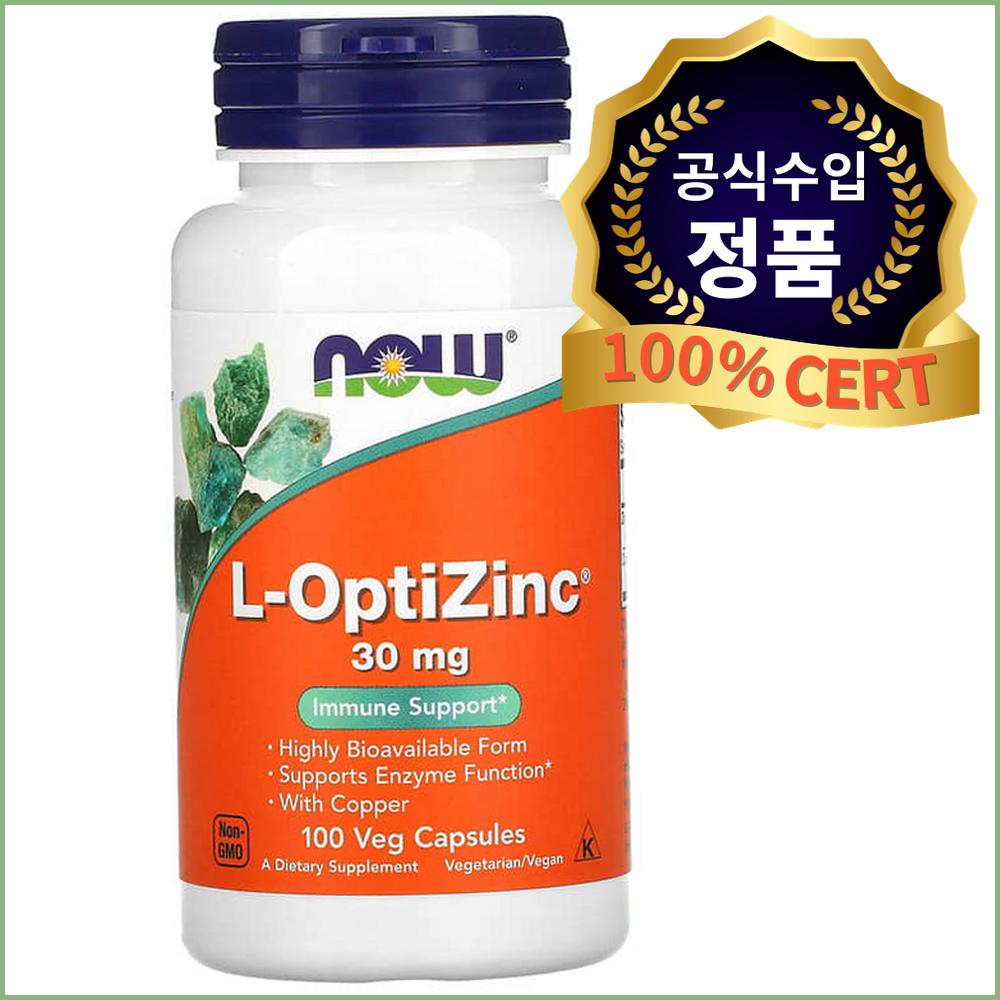 공식수입
정품
100% CERT
NOW®
L-OptiZinc®
30 mg
Immune Support*
· Highly Bioavailable Form
· Supports Enzyme Function*
· With Copper
100 Veg Capsules
Non-
GMO
A Dietary Supplement Vegetarian/Vegan
K